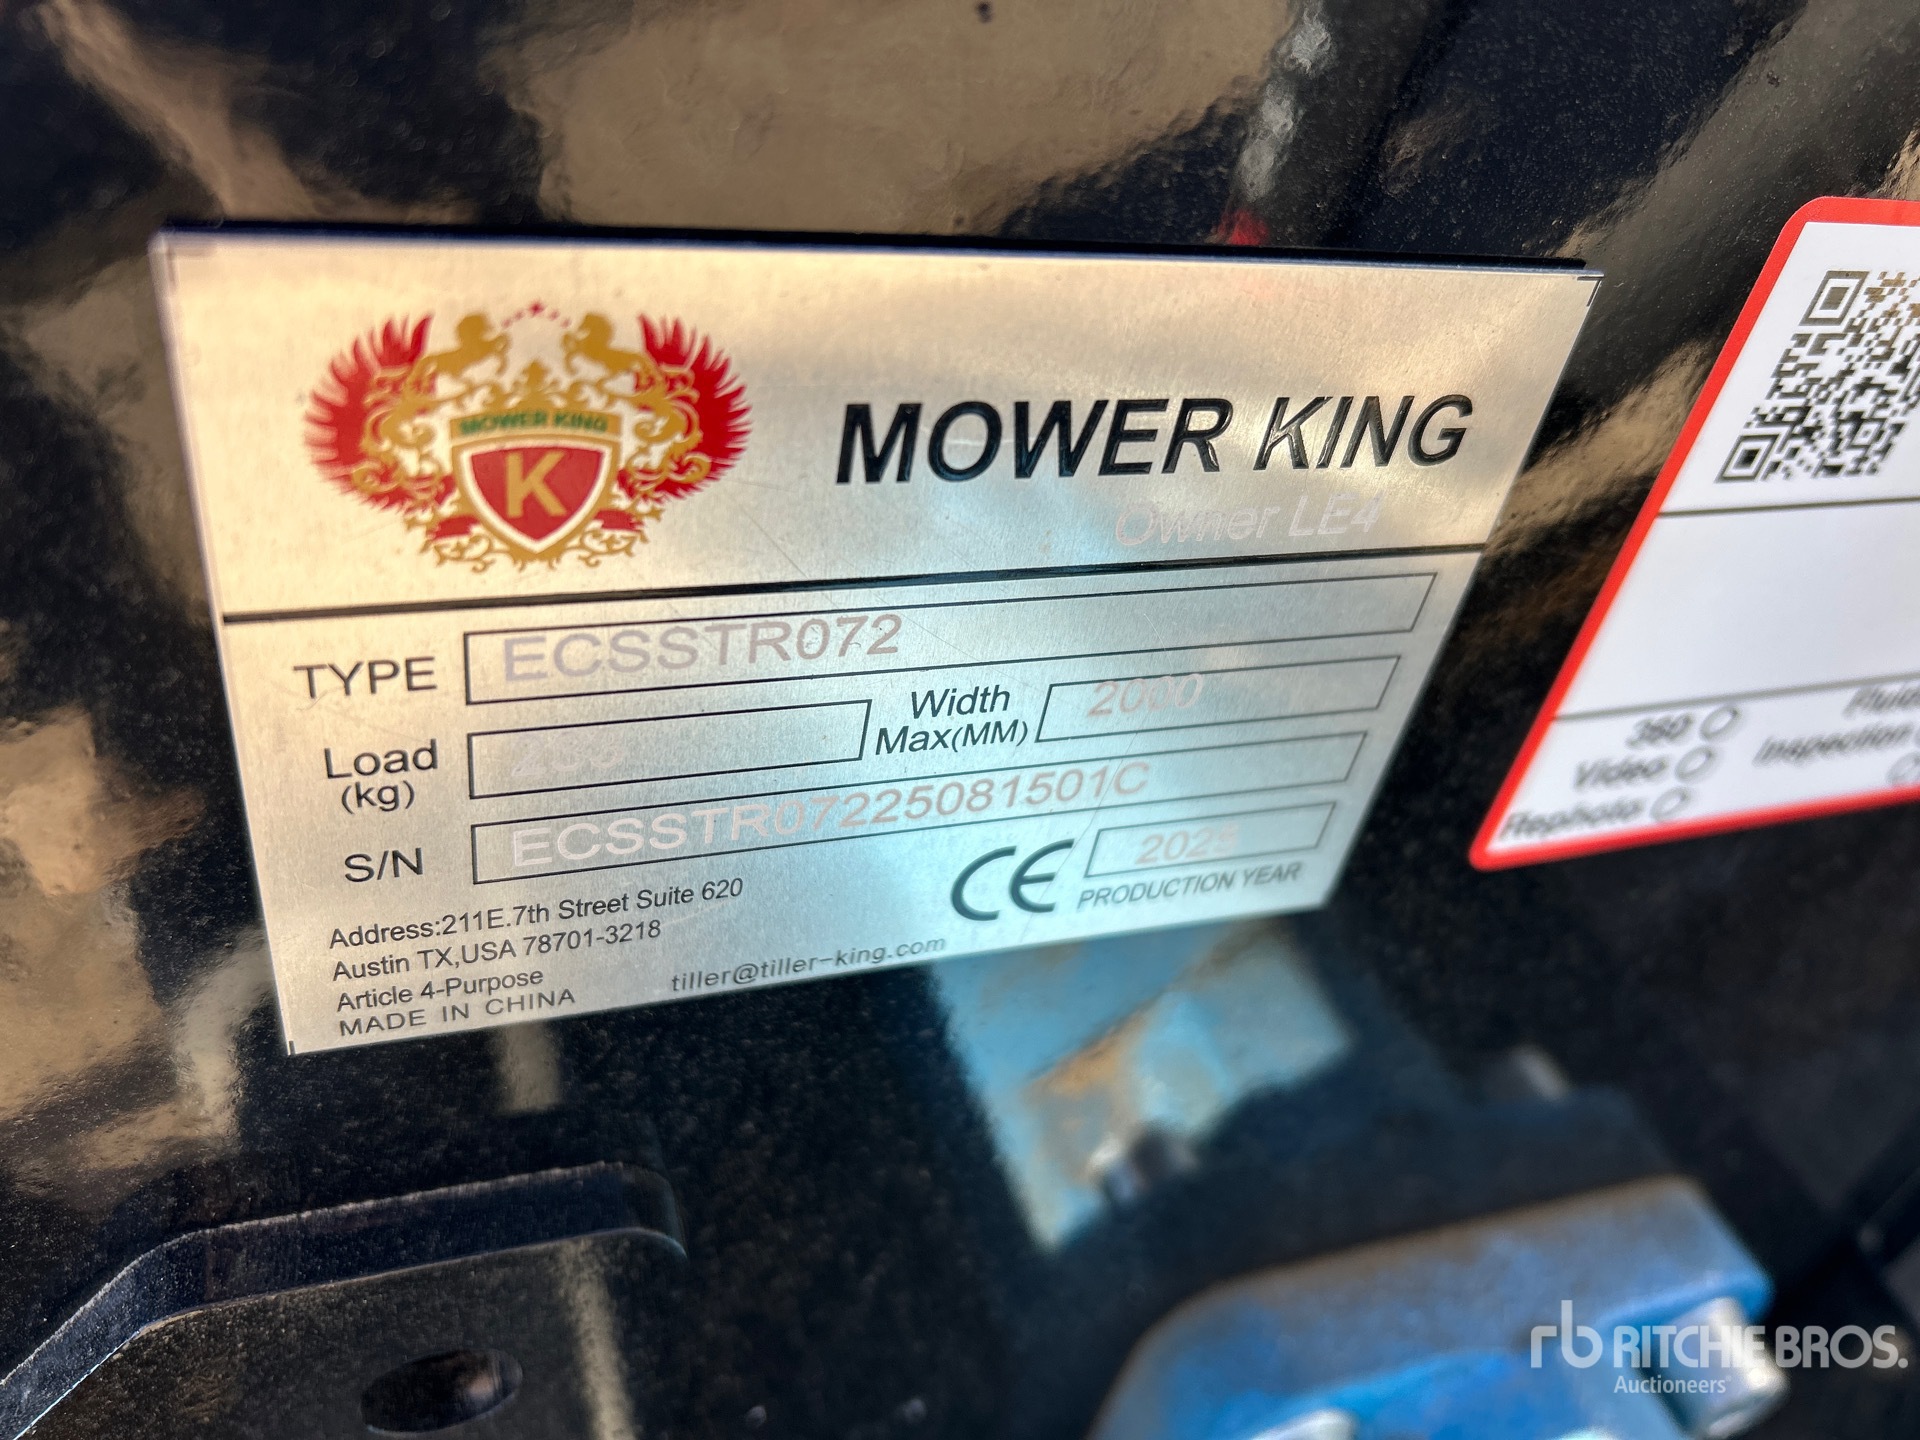 MOWER KING
K
MOWER KING
Owner LE4
TYPE ECSSTR072
Load (kg)
Width Max(MM) 2000
S/N ECSSTR07225081501C
CE 2025
PRODUCTION YEAR
Address:211E.7th Street Suite 620
Austin TX,USA 78701-3218
Article 4-Purpose
MADE IN CHINA
tiller@tiller-king.com
360
Video
Rephoto
Inspection
rb RITCHIE BROS.
Auctioneers